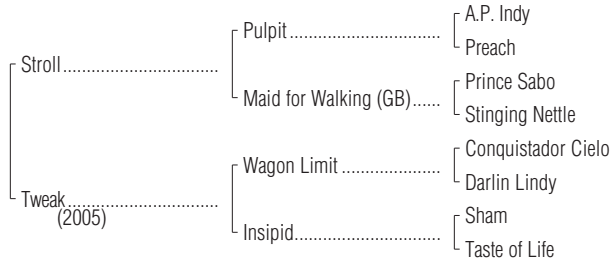 A.P. Indy
Pulpit
Preach
Stroll
Prince Sabo
Maid for Walking (GB)
Stinging Nettle
Conquistador Cielo
Wagon Limit
Darlin Lindy
Tweak
(2005)
Sham
Insipid
Taste of Life